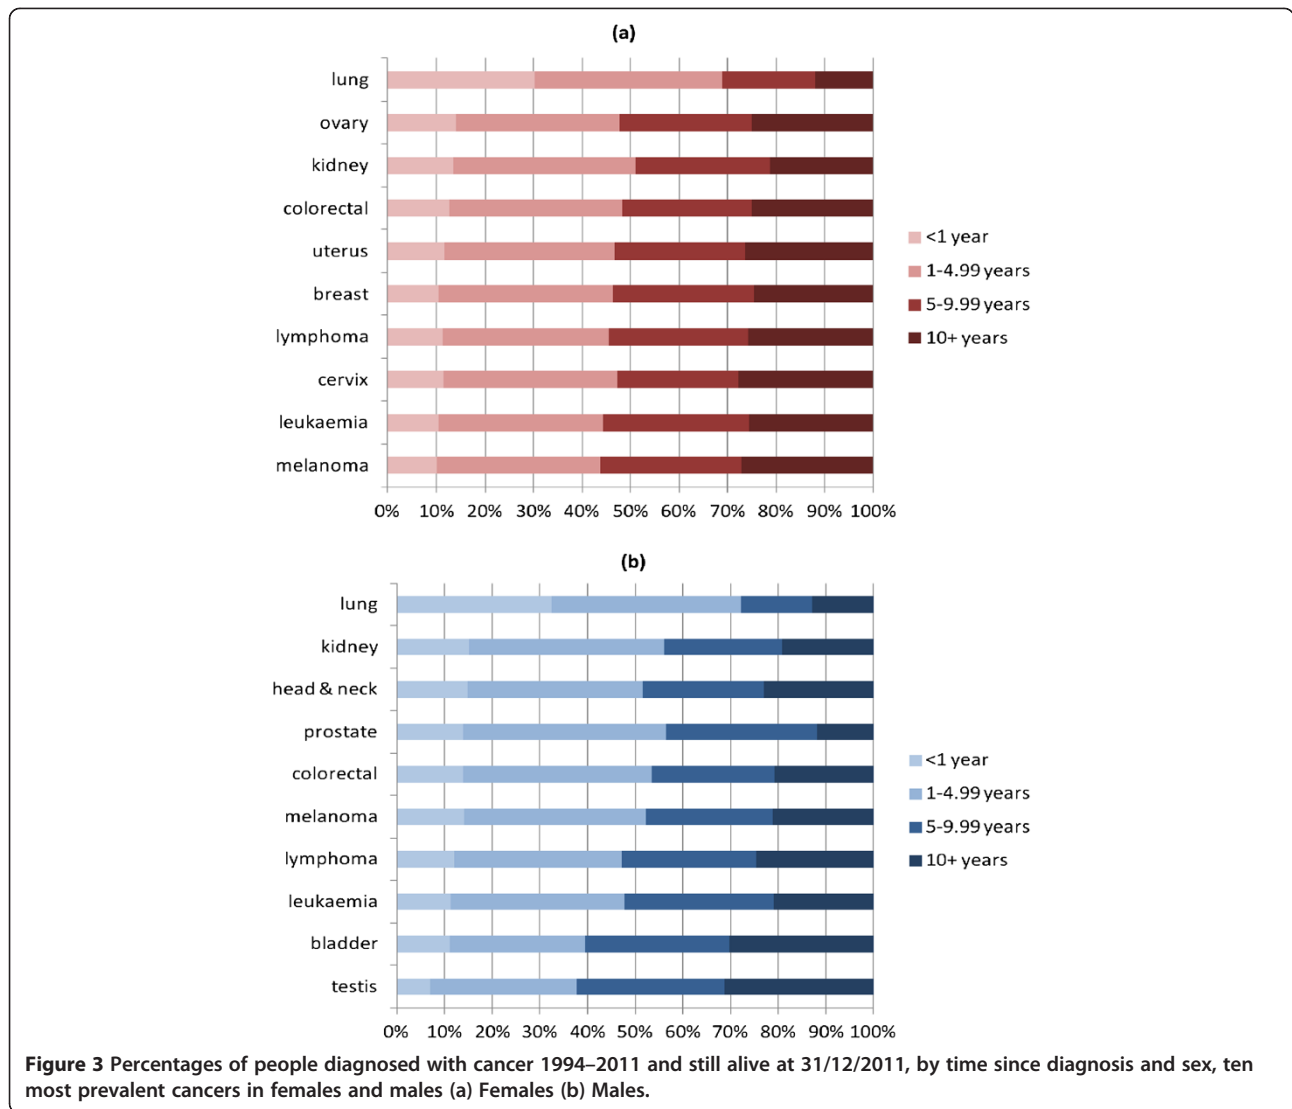 (a)
lung
ovary
kidney
colorectal
uterus
breast
lymphoma
cervix
leukaemia
melanoma
0% 10% 20% 30% 40% 50% 60% 70% 80% 90% 100%
<1 year
1-4.99 years
5-9.99 years
10+ years
(b)
lung
kidney
head & neck
prostate
colorectal
melanoma
lymphoma
leukaemia
bladder
testis
0% 10% 20% 30% 40% 50% 60% 70% 80% 90% 100%
<1 year
1-4.99 years
5-9.99 years
10+ years
Figure 3 Percentages of people diagnosed with cancer 1994–2011 and still alive at 31/12/2011, by time since diagnosis and sex, ten
most prevalent cancers in females and males (a) Females (b) Males.